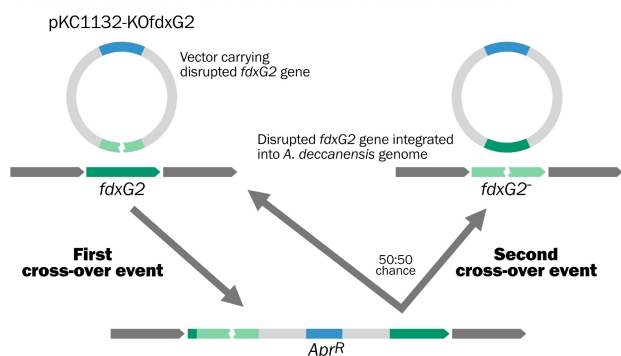 pKC1132-KOfdxG2
Vector carrying
disrupted fdxG2 gene
Disrupted fdxG2 gene integrated
into A. deccanensis genome
fdxG2
fdxG2-
First
cross-over event
50:50
chance
Second
cross-over event
AprR